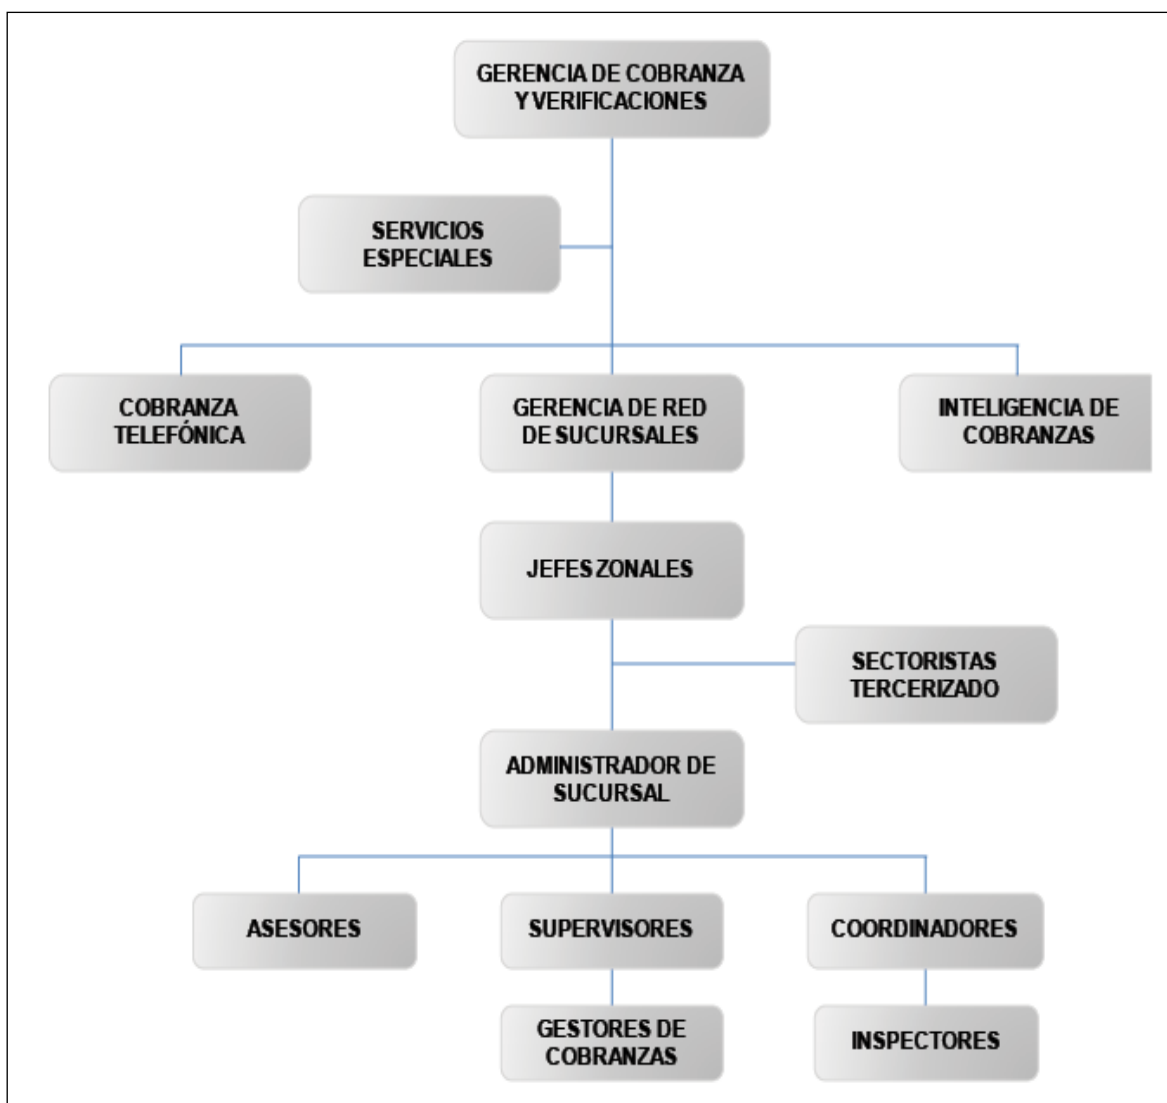 GERENCIA DE COBRANZA
Y VERIFICACIONES
SERVICIOS
ESPECIALES
COBRANZA
TELEFÓNICA
GERENCIA DE RED
DE SUCURSALES
INTELIGENCIA DE
COBRANZAS
JEFES ZONALES
SECTORISTAS
TERCERIZADO
ADMINISTRADOR DE
SUCURSAL
ASESORES
SUPERVISORES
COORDINADORES
GESTORES DE
COBRANZAS
INSPECTORES